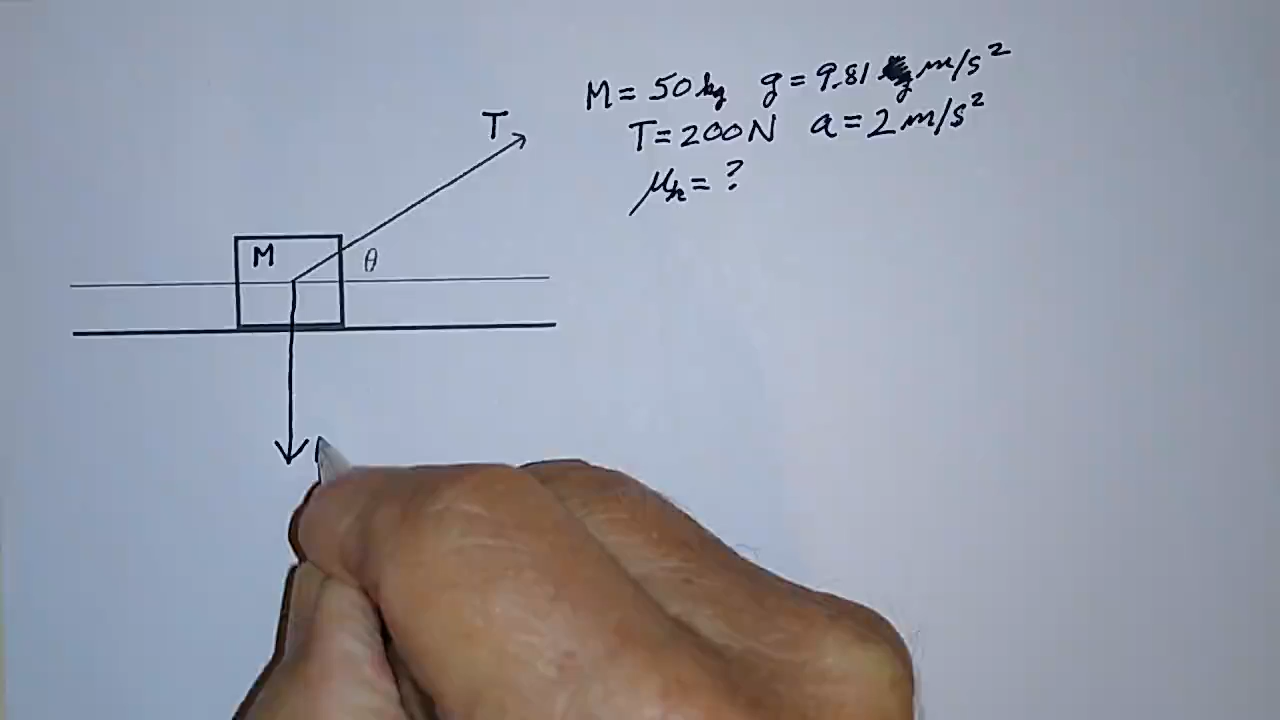 M = 50 kg g = 9.81 m/s²
T = 200 N a = 2 m/s²
μk = ?
T
M θ